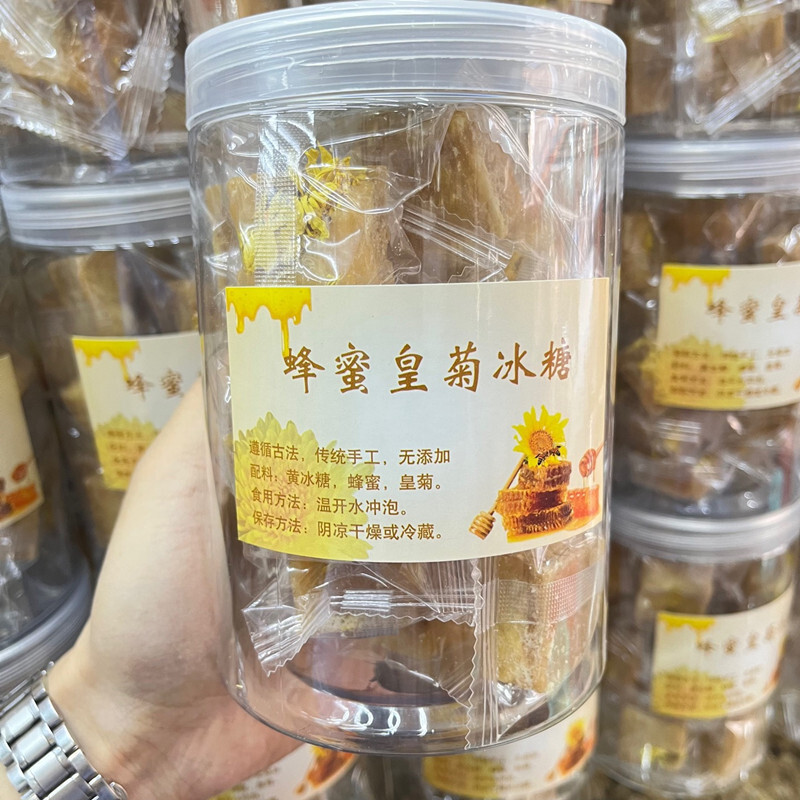 蜂蜜皇菊冰糖
遵循古法，传统手工，无添加
配料：黄冰糖，蜂蜜，皇菊。
食用方法：温开水冲泡。
保存方法：阴凉干燥或冷藏。
蜂蜜
蜂蜜皇菊
蜂蜜皇菊